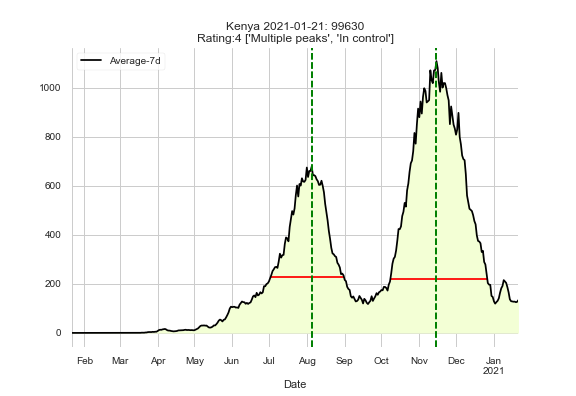 Kenya 2021-01-21: 99630
Rating:4 ['Multiple peaks', 'In control']
Average-7d
1000
800
600
400
200
0
Feb Mar Apr May Jun Jul Aug Sep Oct Nov Dec Jan
2021
Date